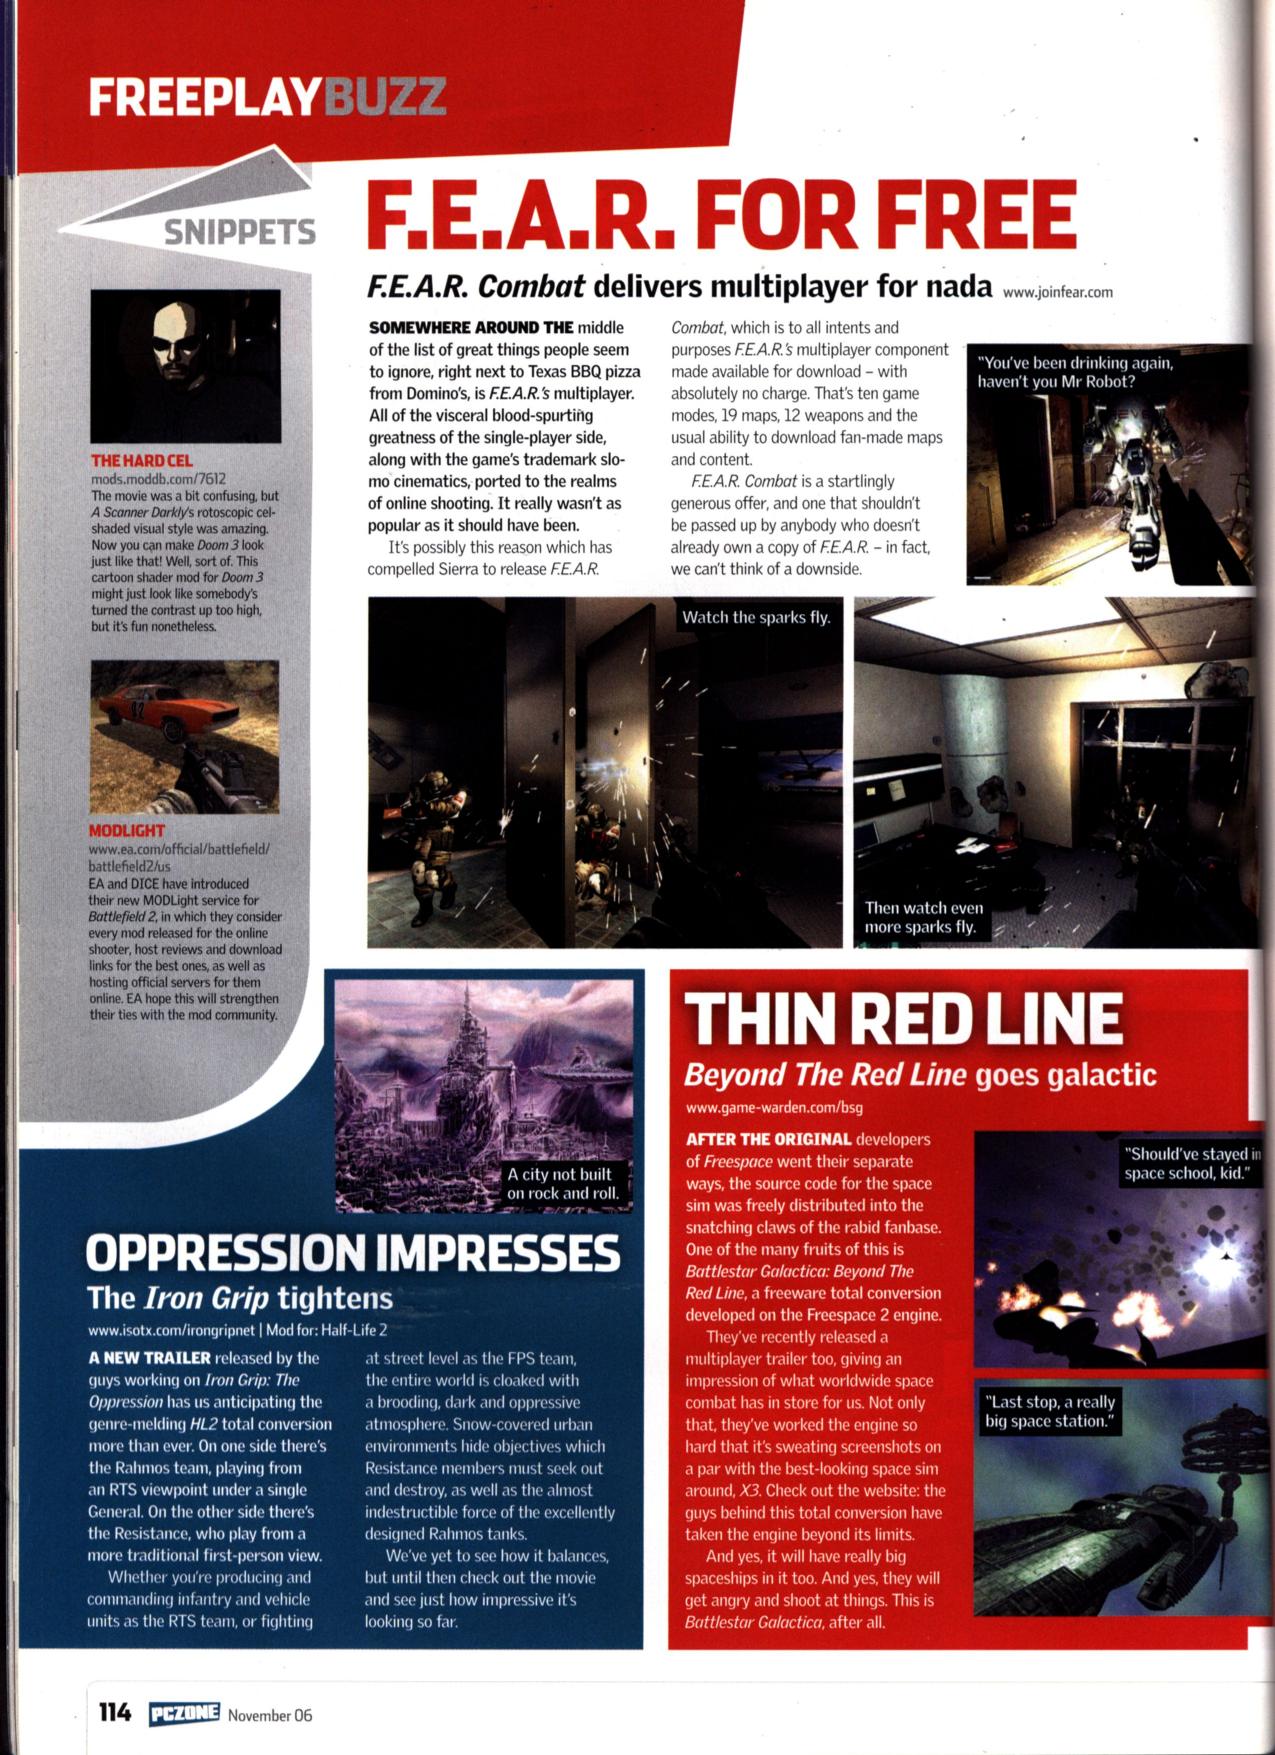 FREEPLAYBUZZ
SNIPPETS
THE HARD CEL
mods.moddb.com/7612
The movie was a bit confusing, but
A Scanner Darkly's rotoscopic cel-
shaded visual style was amazing.
Now you can make Doom 3 look
just like that! Well, sort of. This
cartoon shader mod for Doom 3
might just look like somebody's
turned the contrast up too high,
but it's fun nonetheless.
MODLIGHT
www.ea.com/official/battlefield/
battlefield2/us
EA and DICE have introduced
their new MODLight service for
Battlefield 2, in which they consider
every mod released for the online
shooter, host reviews and download
links for the best ones, as well as
hosting official servers for them
online. EA hope this will strengthen
their ties with the mod community.
F.E.A.R. FOR FREE
F.E.A.R. Combat delivers multiplayer for nada www.joinfear.com
SOMEWHERE AROUND THE middle
of the list of great things people seem
to ignore, right next to Texas BBQ pizza
from Domino's, is F.E.A.R.'s multiplayer.
All of the visceral blood-spurting
greatness of the single-player side,
along with the game's trademark slo-
mo cinematics, ported to the realms
of online shooting. It really wasn't as
popular as it should have been.
It's possibly this reason which has
compelled Sierra to release F.E.A.R.
Combat, which is to all intents and
purposes F.E.A.R.'s multiplayer component
made available for download – with
absolutely no charge. That's ten game
modes, 19 maps, 12 weapons and the
usual ability to download fan-made maps
and content.
F.E.A.R. Combat is a startlingly
generous offer, and one that shouldn't
be passed up by anybody who doesn't
already own a copy of F.E.A.R. – in fact,
we can't think of a downside.
"You've been drinking again,
haven't you Mr Robot?
Watch the sparks fly.
Then watch even
more sparks fly.
A city not built
on rock and roll.
OPPRESSION IMPRESSES
The Iron Grip tightens
www.isotx.com/irongripnet | Mod for: Half-Life 2
A NEW TRAILER released by the
guys working on Iron Grip: The
Oppression has us anticipating the
genre-melding HL2 total conversion
more than ever. On one side there's
the Rahmos team, playing from
an RTS viewpoint under a single
General. On the other side there's
the Resistance, who play from a
more traditional first-person view.
Whether you're producing and
commanding infantry and vehicle
units as the RTS team, or fighting
at street level as the FPS team,
the entire world is cloaked with
a brooding, dark and oppressive
atmosphere. Snow-covered urban
environments hide objectives which
Resistance members must seek out
and destroy, as well as the almost
indestructible force of the excellently
designed Rahmos tanks.
We've yet to see how it balances,
but until then check out the movie
and see just how impressive it's
looking so far.
THIN RED LINE
Beyond The Red Line goes galactic
www.game-warden.com/bsg
AFTER THE ORIGINAL developers
of Freespace went their separate
ways, the source code for the space
sim was freely distributed into the
snatching claws of the rabid fanbase.
One of the many fruits of this is
Battlestar Galactica: Beyond The
Red Line, a freeware total conversion
developed on the Freespace 2 engine.
They've recently released a
multiplayer trailer too, giving an
impression of what worldwide space
combat has in store for us. Not only
that, they've worked the engine so
hard that it's sweating screenshots on
a par with the best-looking space sim
around, X3. Check out the website: the
guys behind this total conversion have
taken the engine beyond its limits.
And yes, it will have really big
spaceships in it too. And yes, they will
get angry and shoot at things. This is
Battlestar Galactica, after all.
"Should've stayed in
space school, kid."
"Last stop, a really
big space station."
114 PCZONE November 06